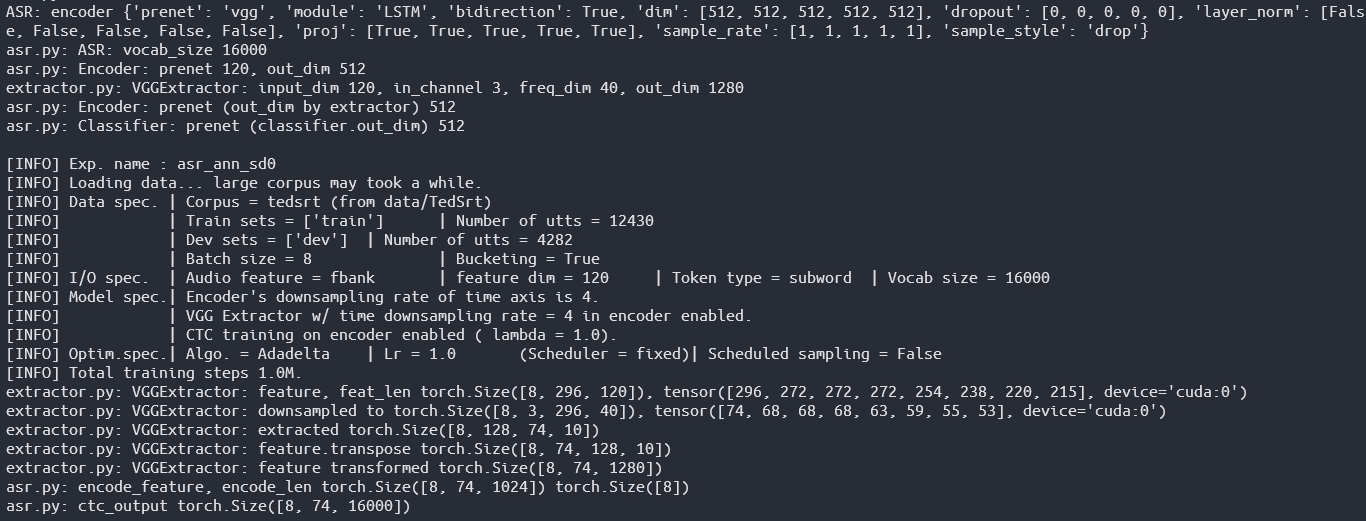 ASR: encoder {'prenet': 'vgg', 'module': 'LSTM', 'bidirection': True, 'dim': [512, 512, 512, 512, 512], 'dropout': [0, 0, 0, 0, 0], 'layer_norm': [Fals
e, False, False, False, False], 'proj': [True, True, True, True, True], 'sample_rate': [1, 1, 1, 1, 1], 'sample_style': 'drop'}
asr.py: ASR: vocab_size 16000
asr.py: Encoder: prenet 120, out_dim 512
extractor.py: VGGExtractor: input_dim 120, in_channel 3, freq_dim 40, out_dim 1280
asr.py: Encoder: prenet (out_dim by extractor) 512
asr.py: Classifier: prenet (classifier.out_dim) 512

[INFO] Exp. name : asr_ann_sd0
[INFO] Loading data... large corpus may took a while.
[INFO] Data spec. | Corpus = tedsrt (from data/TedSrt)
[INFO]            | Train sets = ['train']      | Number of utts = 12430
[INFO]            | Dev sets = ['dev']  | Number of utts = 4282
[INFO]            | Batch size = 8              | Bucketing = True
[INFO] I/O spec.  | Audio feature = fbank       | feature dim = 120     | Token type = subword  | Vocab size = 16000
[INFO] Model spec.| Encoder's downsampling rate of time axis is 4.
[INFO]            | VGG Extractor w/ time downsampling rate = 4 in encoder enabled.
[INFO]            | CTC training on encoder enabled ( lambda = 1.0).
[INFO] Optim.spec.| Algo. = Adadelta    | Lr = 1.0       (Scheduler = fixed)| Scheduled sampling = False
[INFO] Total training steps 1.0M.
extractor.py: VGGExtractor: feature, feat_len torch.Size([8, 296, 120]), tensor([296, 272, 272, 272, 254, 238, 220, 215], device='cuda:0')
extractor.py: VGGExtractor: downsampled to torch.Size([8, 3, 296, 40]), tensor([74, 68, 68, 68, 63, 59, 55, 53], device='cuda:0')
extractor.py: VGGExtractor: extracted torch.Size([8, 128, 74, 10])
extractor.py: VGGExtractor: feature.transpose torch.Size([8, 74, 128, 10])
extractor.py: VGGExtractor: feature transformed torch.Size([8, 74, 1280])
asr.py: encode_feature, encode_len torch.Size([8, 74, 1024]) torch.Size([8])
asr.py: ctc_output torch.Size([8, 74, 16000])